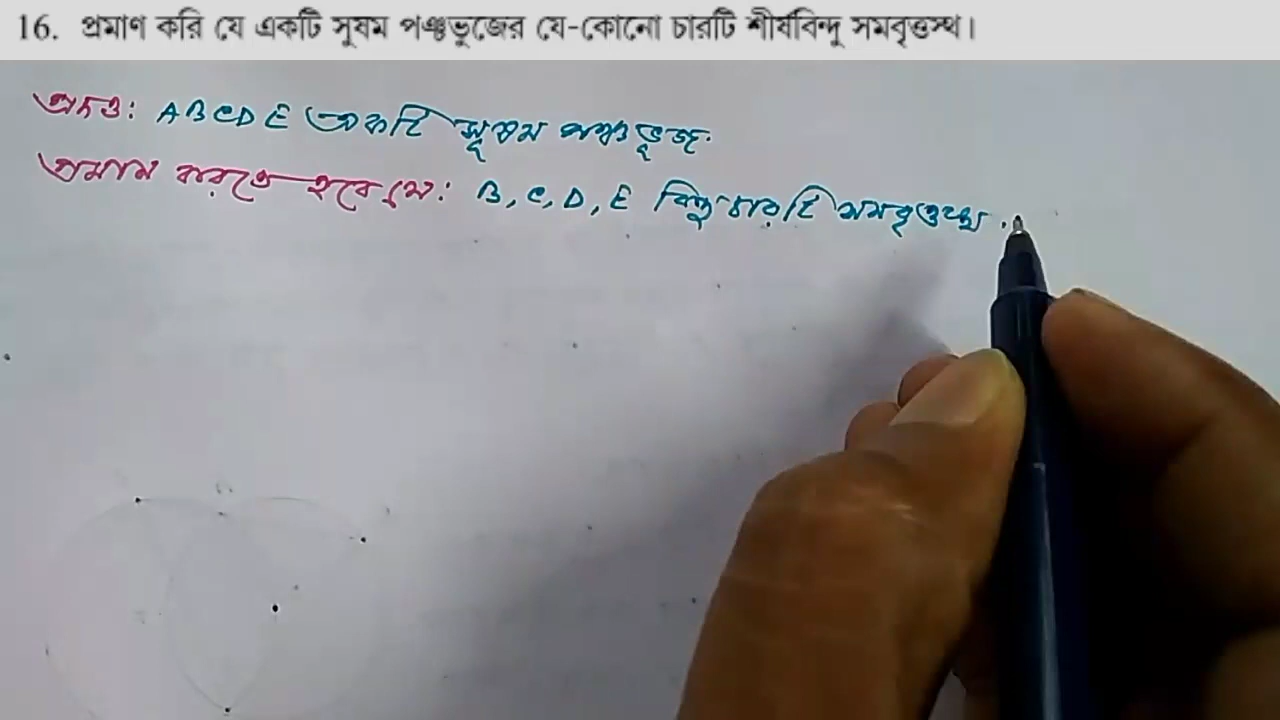 16. প্রমাণ করি যে একটি সুষম পঞ্চভুজের যে-কোনো চারটি শীর্ষবিন্দু সমবৃত্তস্থ।
প্রদত্ত: ABCDE একটি সুষম পঞ্চভুজ.
প্রমাণ করতে হবে যে: B, C, D, E বিন্দু চারটি সমবৃত্তস্থ.